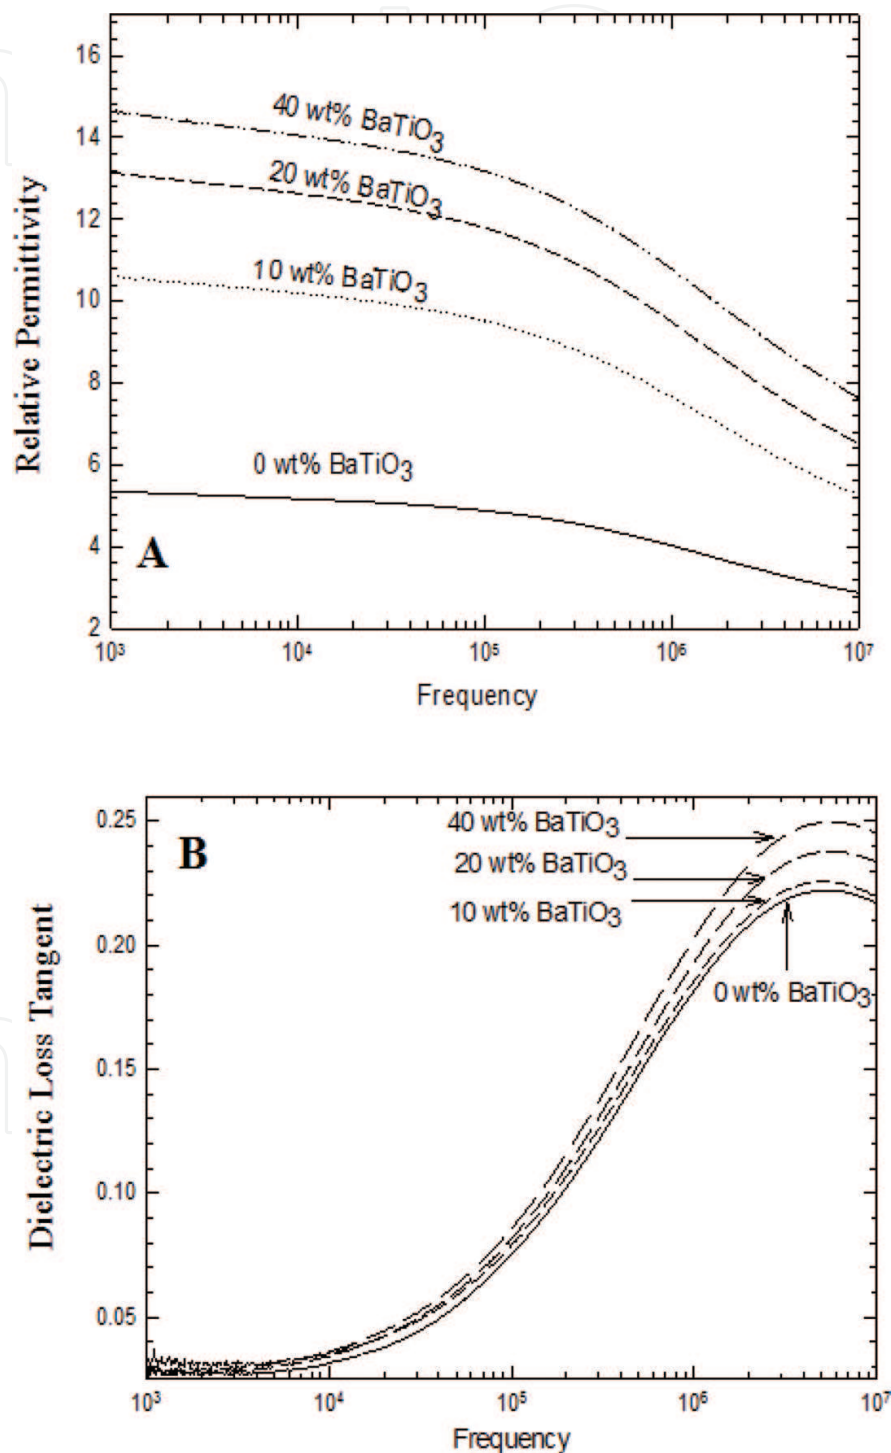 16
14
12
10
8
6
4
2
Relative Permittivity
40 wt% BaTiO3
20 wt% BaTiO3
10 wt% BaTiO3
0 wt% BaTiO3
A
10³
10⁴
10⁵
10⁶
10⁷
Frequency
0.25
0.20
0.15
0.10
0.05
Dielectric Loss Tangent
B
40 wt% BaTiO3
20 wt% BaTiO3
10 wt% BaTiO3
0 wt% BaTiO3
10³
10⁴
10⁵
10⁶
10⁷
Frequency